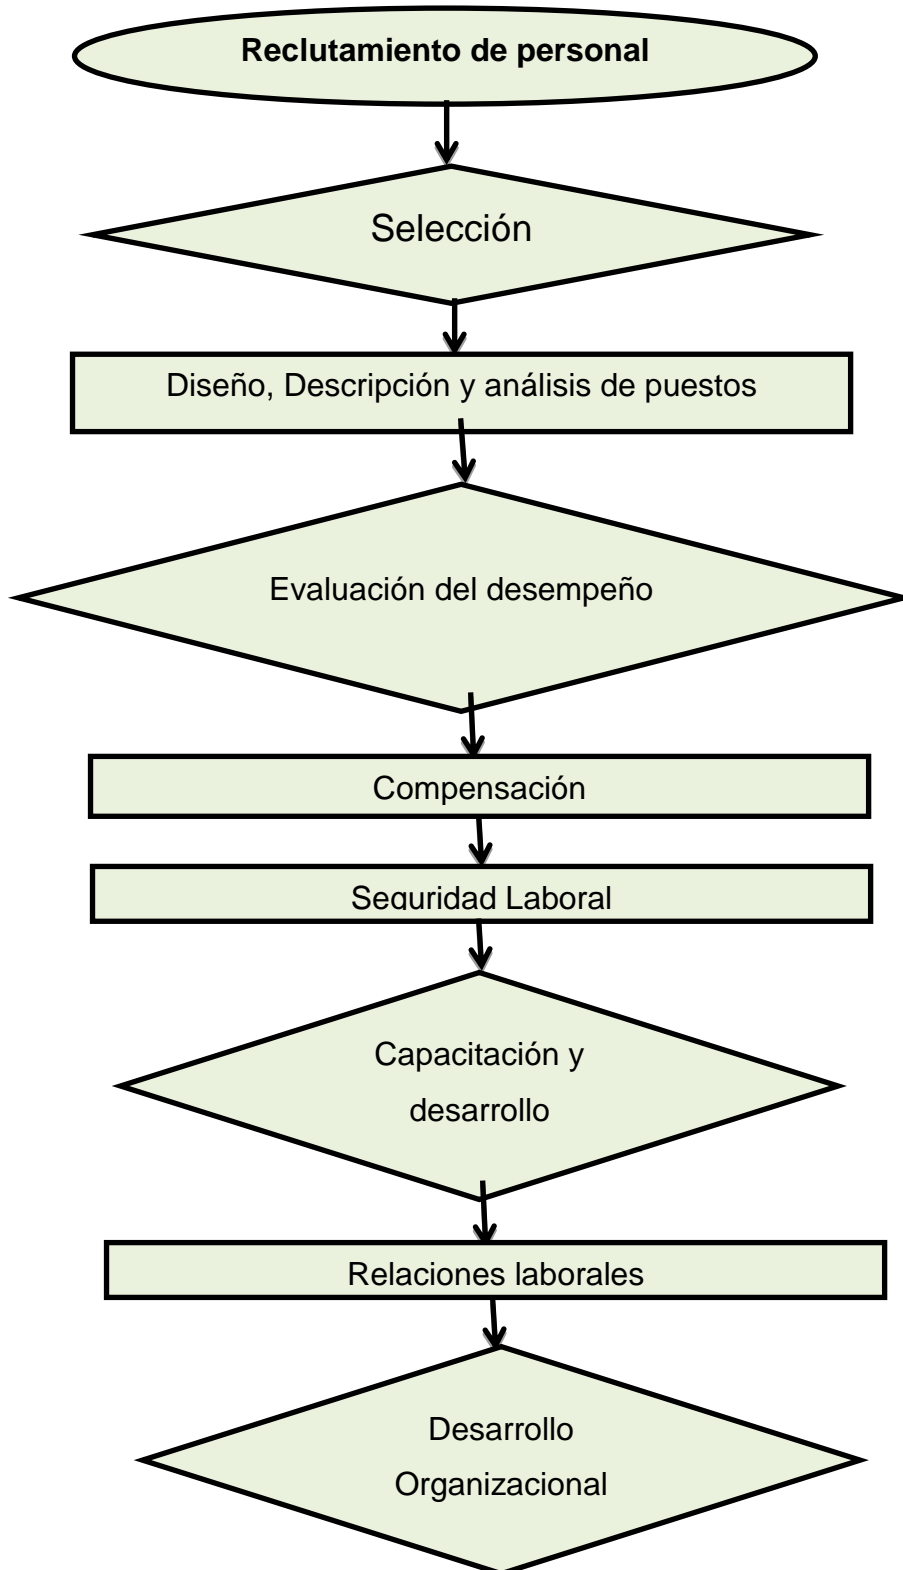 Reclutamiento de personal
Selección
Diseño, Descripción y análisis de puestos
Evaluación del desempeño
Compensación
Seguridad Laboral
Capacitación y
desarrollo
Relaciones laborales
Desarrollo
Organizacional